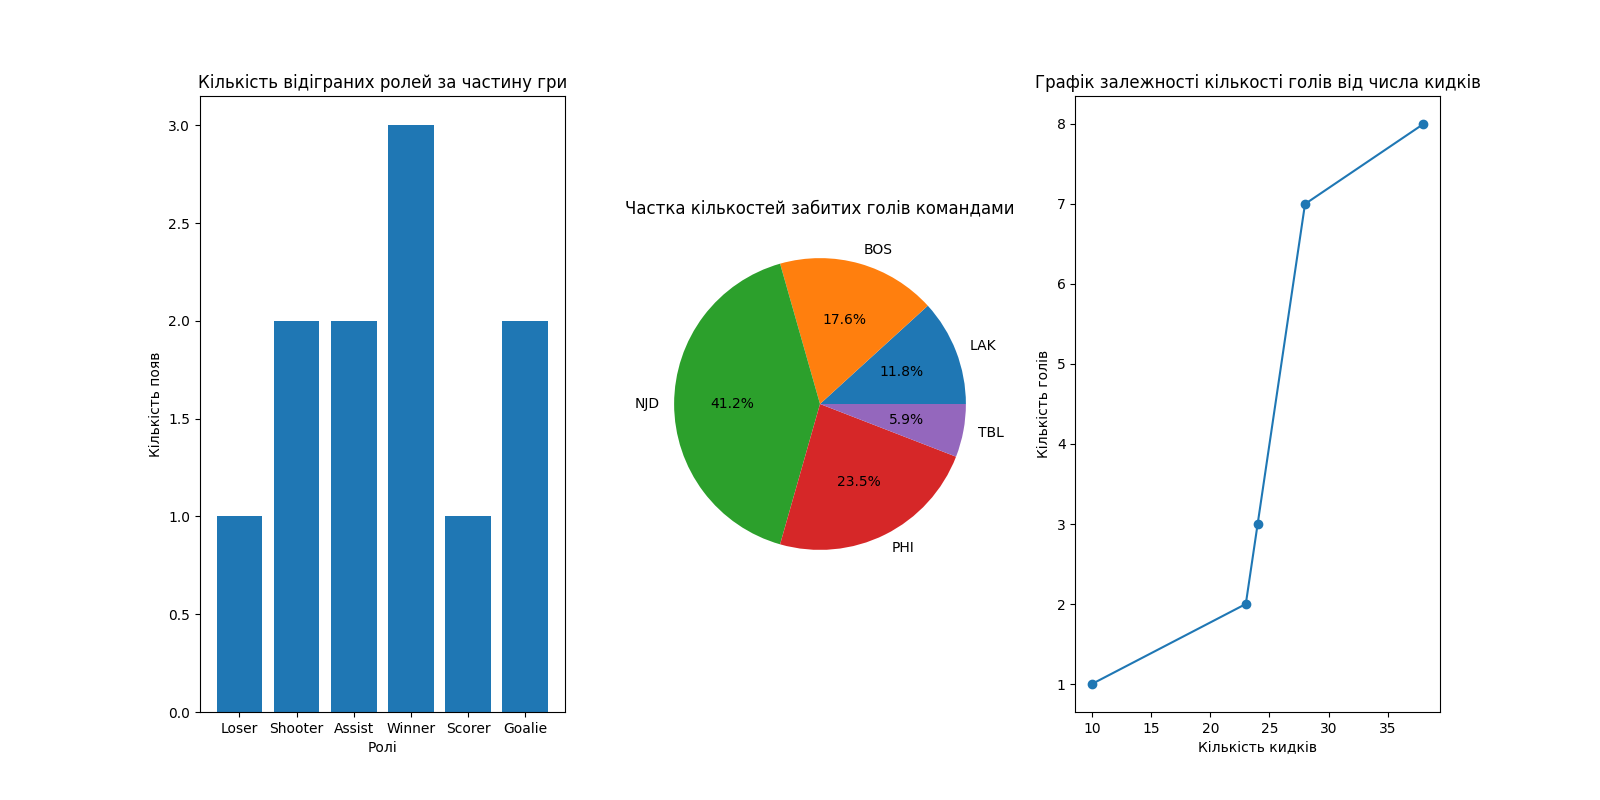 Кількість відіграних ролей за частину гри
3.0
2.5
2.0
1.5
1.0
0.5
0.0
Кількість появ
Loser Shooter Assist Winner Scorer Goalie
Ролі
Частка кількостей забитих голів командами
BOS
17.6%
LAK
11.8%
NJD
41.2%
5.9%
TBL
23.5%
PHI
Графік залежності кількості голів від числа кидків
8
7
6
5
4
3
2
1
Кількість голів
10 15 20 25 30 35
Кількість кидків